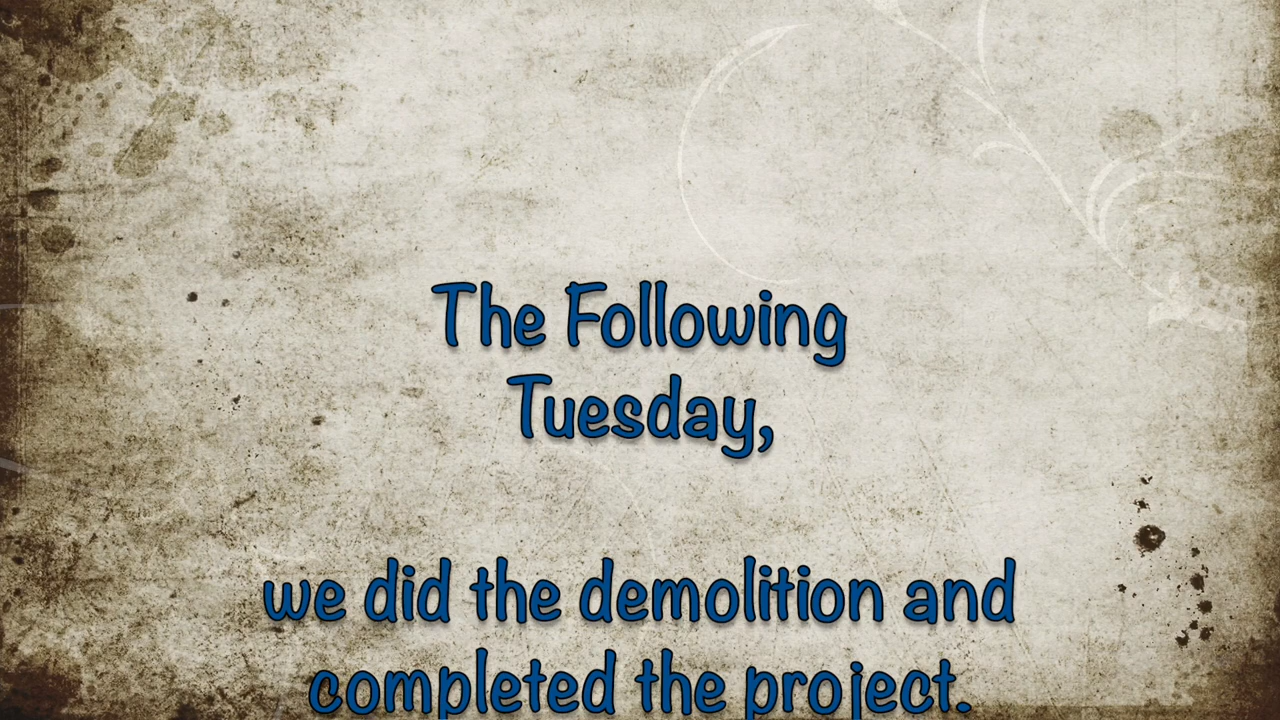 The Following
Tuesday,
we did the demolition and
completed the project.